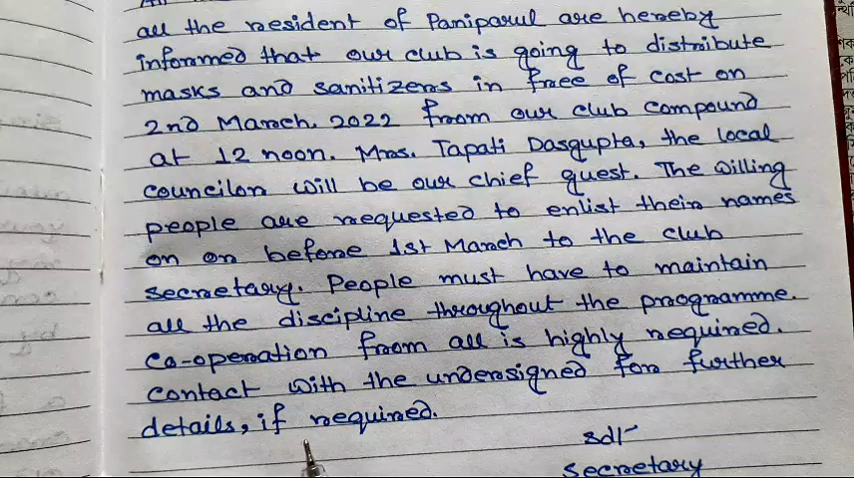 all the resident of Paniparul are hereby
informed that our club is going to distribute
masks and sanitizers in free of cost on
2nd March. 2022 from our club compound
at 12 noon. Mrs. Tapati Dasgupta, the local
councilor will be our chief quest. The willing
people are requested to enlist their names
on or before 1st March to the club
secretary. People must have to maintain
all the discipline throughout the programme.
Co-operation from all is highly required.
Contact with the undersigned for further
details, if required.
sd/-
secretary